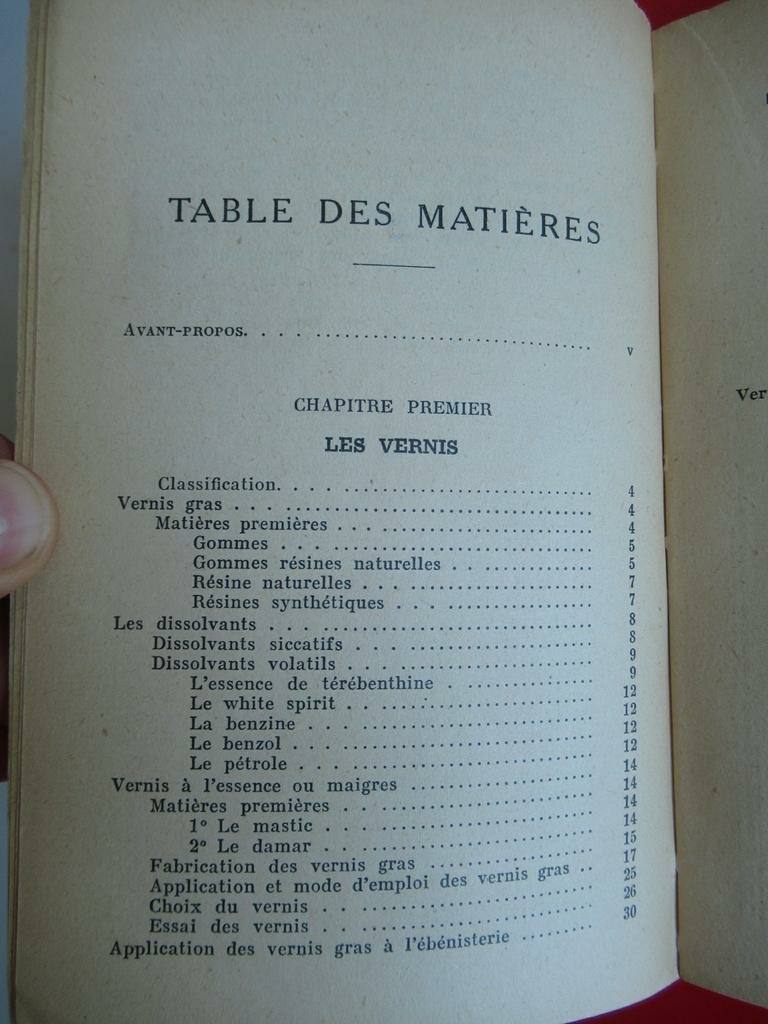 TABLE DES MATIÈRES
AVANT-PROPOS. . . . . . . . . . V
CHAPITRE PREMIER
LES VERNIS
Classification. . . . . . . . . . 4
Vernis gras . . . . . . . . . . 4
Matières premières . . . . . . . . . . 4
Gommes . . . . . . . . . . 5
Gommes résines naturelles . . . . . . . . . . 5
Résine naturelles . . . . . . . . . . 7
Résines synthétiques . . . . . . . . . . 7
Les dissolvants . . . . . . . . . . 8
Dissolvants siccatifs . . . . . . . . . . 8
Dissolvants volatils . . . . . . . . . . 9
L'essence de térébenthine . . . . . . . . . . 9
Le white spirit . . . . . . . . . . 12
La benzine . . . . . . . . . . 12
Le benzol . . . . . . . . . . 12
Le pétrole . . . . . . . . . . 12
Vernis à l'essence ou maigres . . . . . . . . . . 14
Matières premières . . . . . . . . . . 14
1º Le mastic . . . . . . . . . . 14
2º Le damar . . . . . . . . . . 14
Fabrication des vernis gras . . . . . . . . . . 15
Application et mode d'emploi des vernis gras . . 17
Choix du vernis . . . . . . . . . . 25
Essai des vernis . . . . . . . . . . 26
Application des vernis gras à l'ébénisterie . . . . . . . . 30
Ver